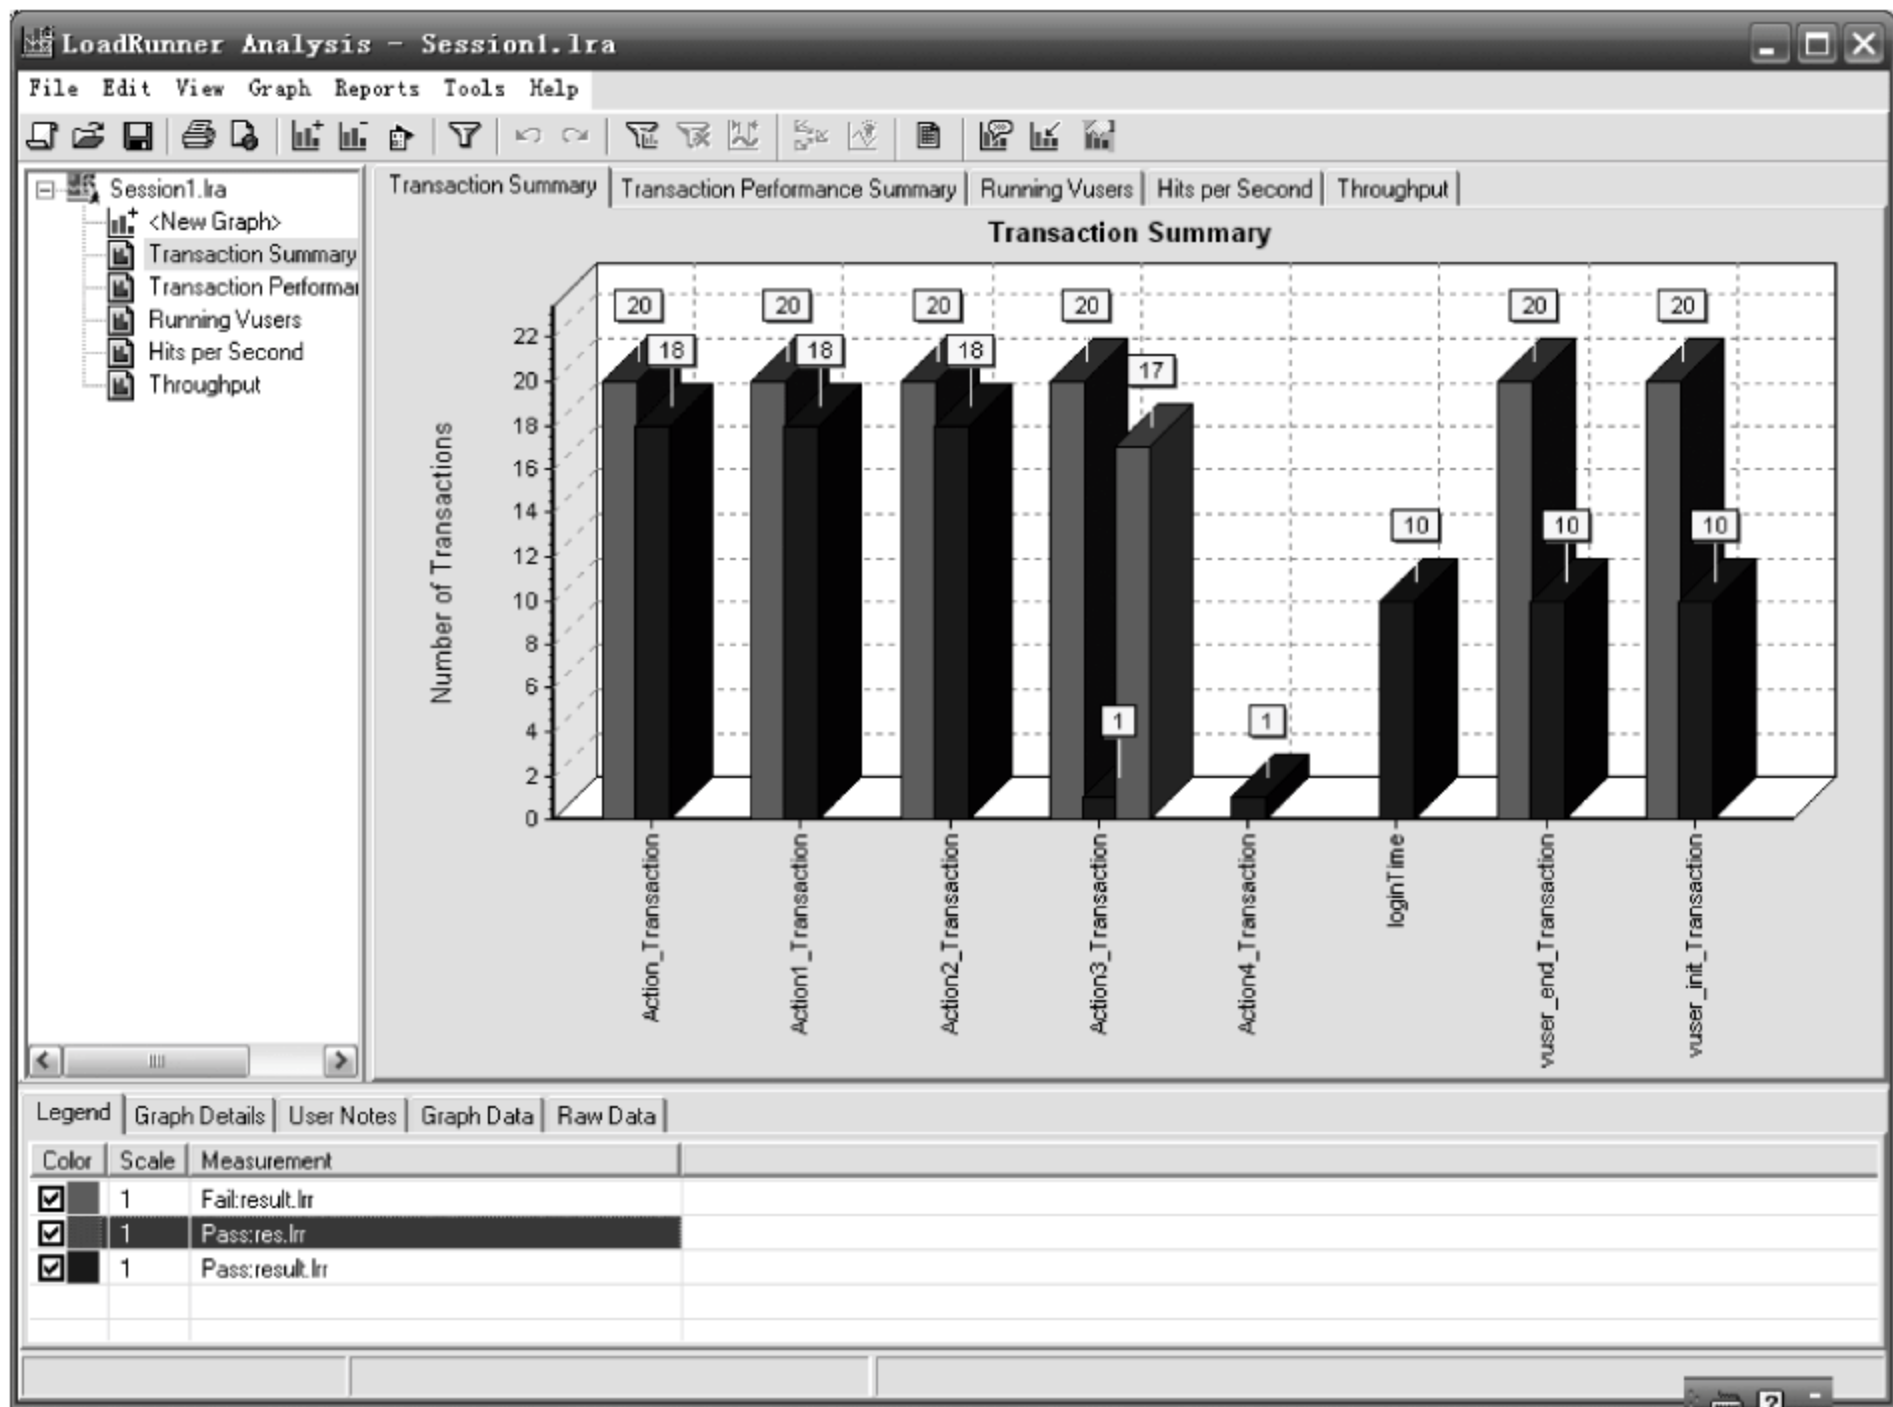 LoadRunner Analysis - Session1.lra
File Edit View Graph Reports Tools Help
Session1.lra
<New Graph>
Transaction Summary
Transaction Performa
Running Vusers
Hits per Second
Throughput
Transaction Summary Transaction Performance Summary Running Vusers Hits per Second Throughput
Transaction Summary
Number of Transactions
22
20
18
16
14
12
10
8
6
4
2
0
20 18 20 18 20 18 20 1 17 1 10 20 10 20 10
Action_Transaction
Action1_Transaction
Action2_Transaction
Action3_Transaction
Action4_Transaction
loginTime
vuser_end_Transaction
vuser_init_Transaction
Legend Graph Details User Notes Graph Data Raw Data
Color Scale Measurement
1 Fail:result.lrr
1 Pass:res.lrr
1 Pass:result.lrr